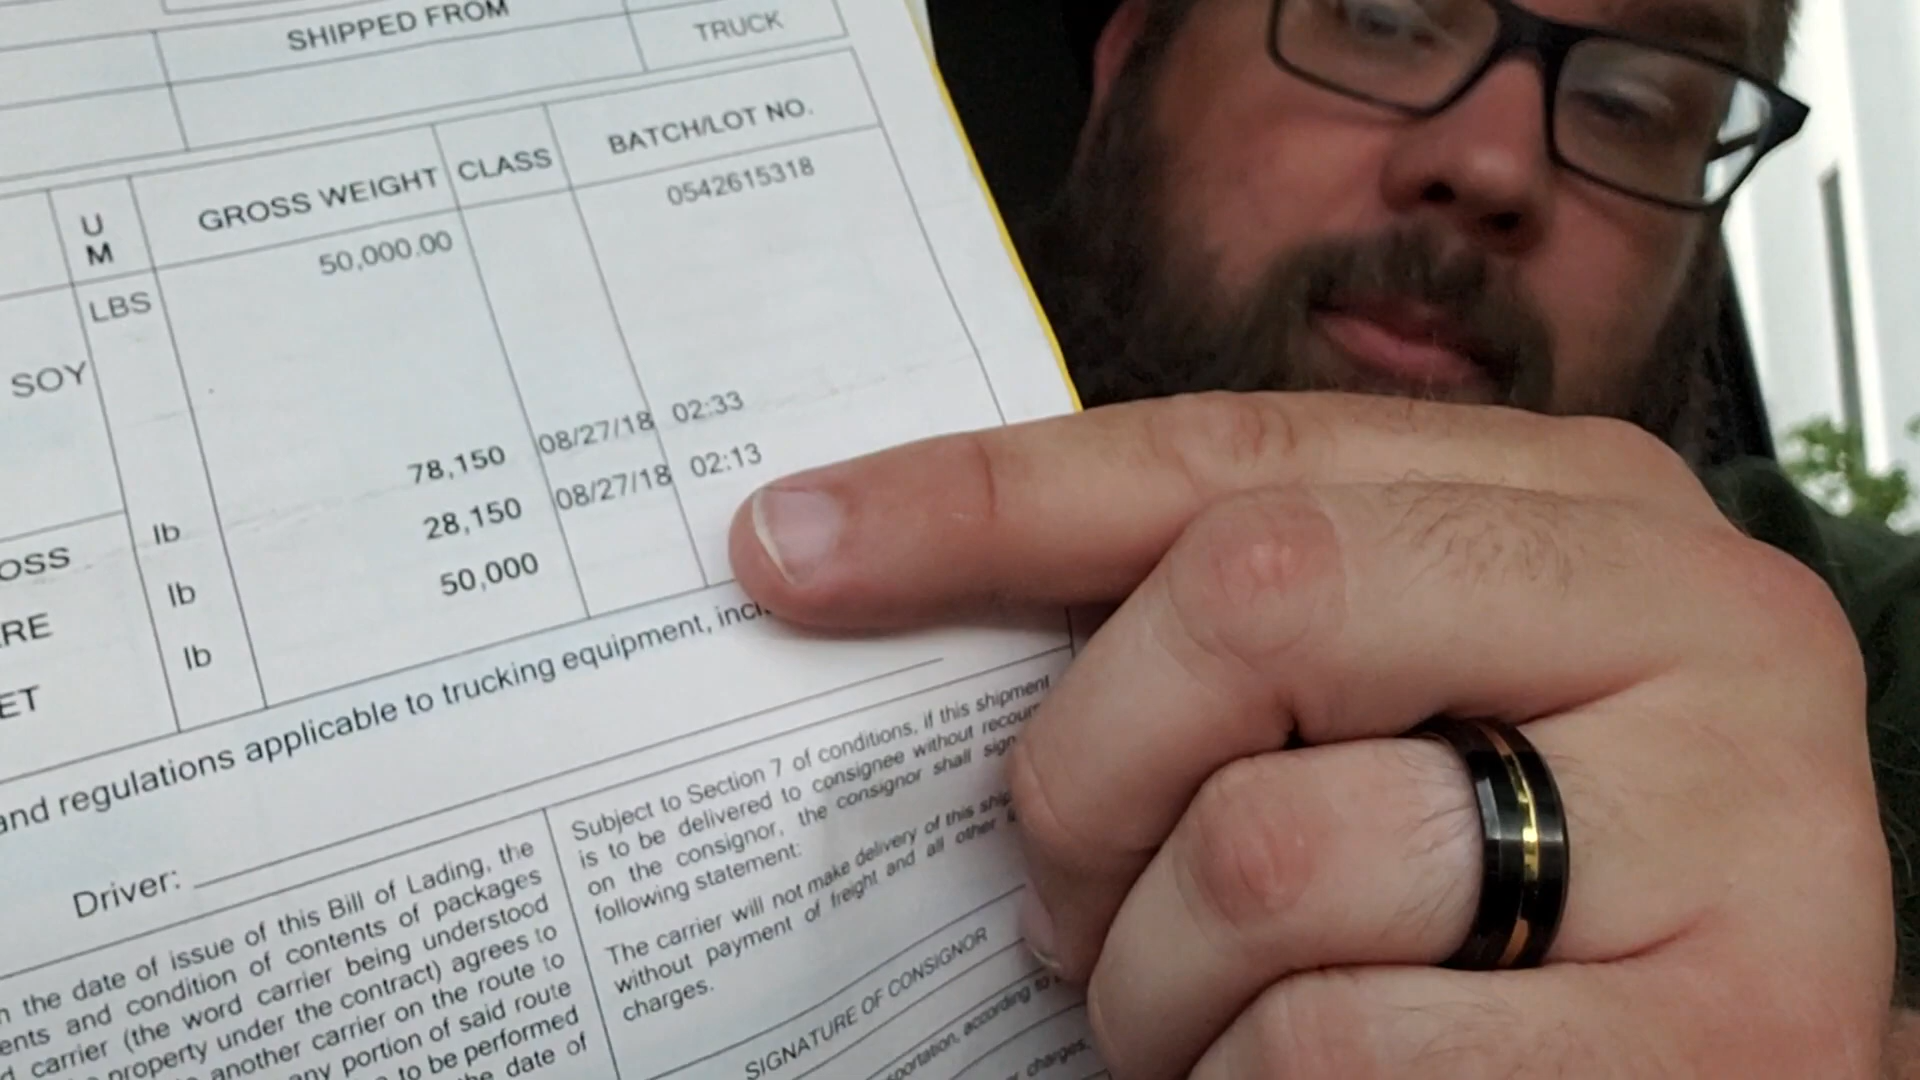 SHIPPED FROM
TRUCK
U M
GROSS WEIGHT
CLASS
BATCH/LOT NO.
LBS
50,000.00
0542615318
SOY
OSS lb 78,150 08/27/18 02:33
RE lb 28,150 08/27/18 02:13
ET lb 50,000
and regulations applicable to trucking equipment, incl
Driver:
the date of issue of this Bill of Lading, the
ents and condition of contents of packages
carrier (the word carrier being understood
property under the contract) agrees to
another carrier on the route to
any portion of said route
to be performed
date of
Subject to Section 7 of conditions, if this shipment
is to be delivered to consignee without recour
on the consignor, the consignor shall sign
following statement:
The carrier will not make delivery of this ship
without payment of freight and all other
charges.
SIGNATURE OF CONSIGNOR
portation, according to
charges,